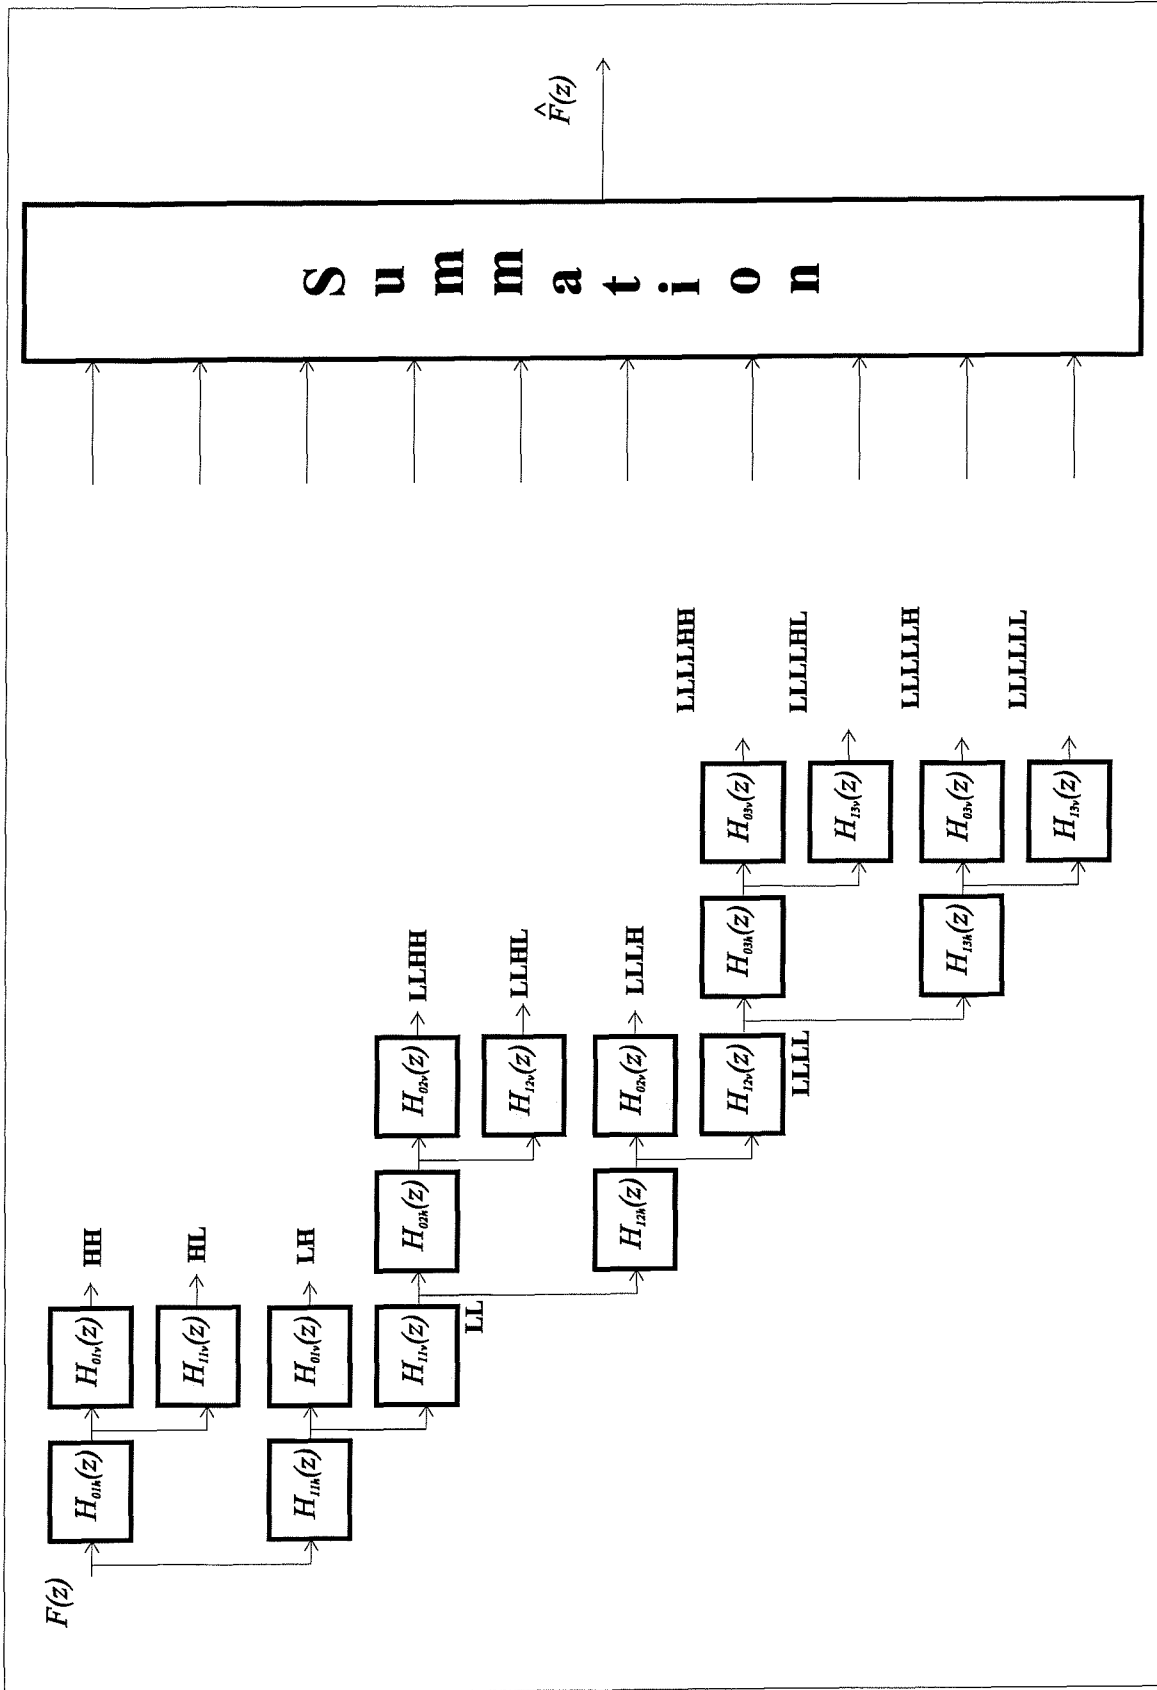 F(z)
H01h(z)
H01v(z)
HH
H11v(z)
HL
H11h(z)
H01v(z)
LH
H11v(z)
LL
H02h(z)
H02v(z)
LLHH
H12v(z)
LLHL
H12h(z)
H02v(z)
LLLH
H12v(z)
LLLL
H03h(z)
H03v(z)
LLLLHH
H13v(z)
LLLLHL
H13h(z)
H03v(z)
LLLLLH
H13v(z)
LLLLLL
Summation
F̂(z)